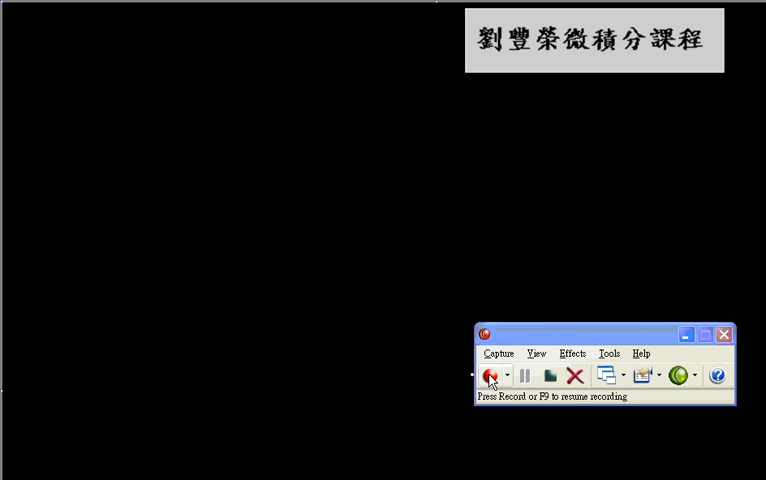 劉豐榮微積分課程
Capture View Effects Tools Help
Press Record or F9 to resume recording